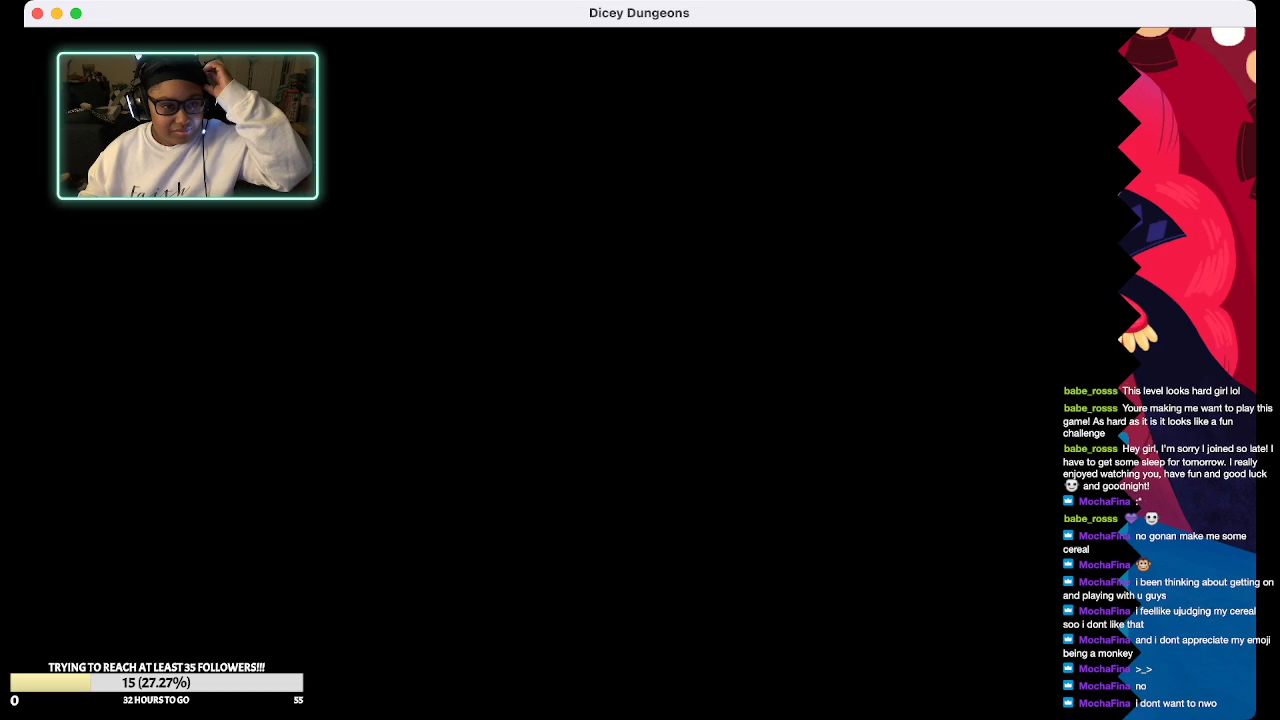 Dicey Dungeons
Faith
babe_rosss This level looks hard girl lol
babe_rosss Youre making me want to play this
game! As hard as it is it looks like a fun
challenge
babe_rosss Hey girl, I'm sorry I joined so late! I
have to get some sleep for tomorrow. I really
enjoyed watching you, have fun and good luck
and goodnight!
MochaFina :*
babe_rosss
MochaFina no gonan make me some
cereal
MochaFina
MochaFina i been thinking about getting on
and playing with u guys
MochaFina i feellike ujudging my cereal
soo i dont like that
MochaFina and i dont appreciate my emoji
being a monkey
MochaFina >_>
MochaFina no
MochaFina i dont want to nwo
TRYING TO REACH AT LEAST 35 FOLLOWERS!!!
15 (27.27%)
0 32 HOURS TO GO 55